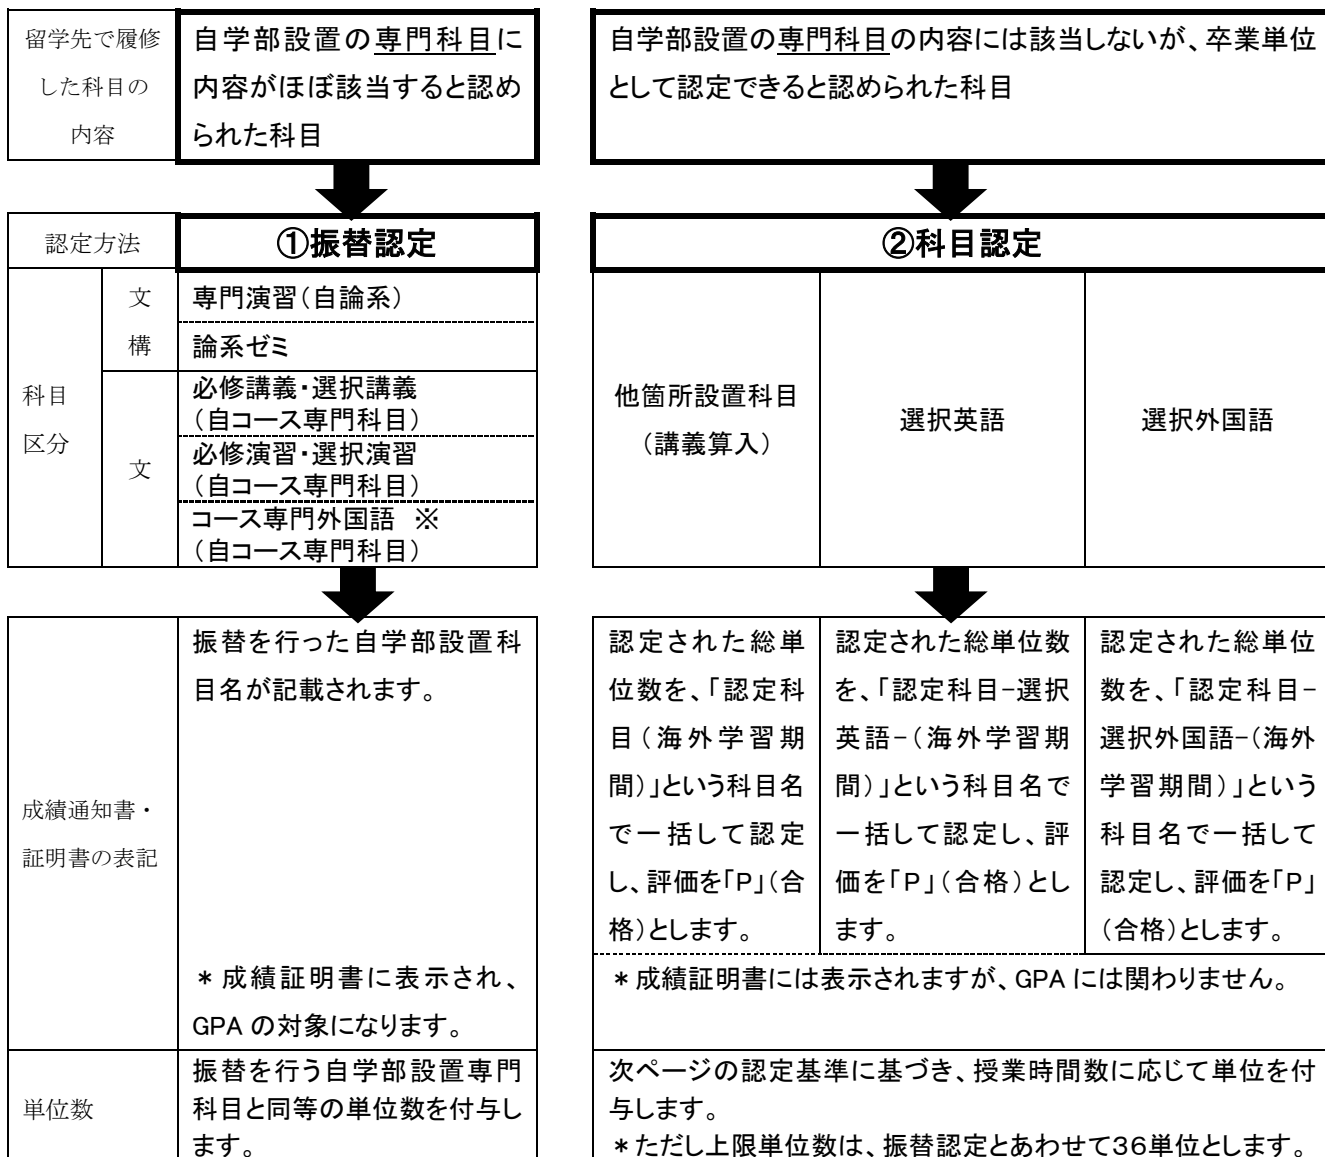 留学先で履修
した科目の
内容
自学部設置の専門科目に
内容がほぼ該当すると認め
られた科目
自学部設置の専門科目の内容には該当しないが、卒業単位
として認定できると認められた科目
認定方法
①振替認定
②科目認定
科目
区分
文
構
専門演習（自論系）
論系ゼミ
文
必修講義・選択講義
（自コース専門科目）
必修演習・選択演習
（自コース専門科目）
コース専門外国語　※
（自コース専門科目）
他箇所設置科目
（講義算入）
選択英語
選択外国語
成績通知書・
証明書の表記
振替を行った自学部設置科
目名が記載されます。
＊成績証明書に表示され、
GPA の対象になります。
認定された総単
位数を、「認定科
目（海外学習期
間）」という科目名
で一括して認定
し、評価を「P」（合
格）とします。
認定された総単位数
を、「認定科目-選択
英語-（海外学習期
間）」という科目名で
一括して認定し、評
価を「P」（合格）とし
ます。
認定された総単位
数を、「認定科目-
選択外国語-（海外
学習期間）」という
科目名で一括して
認定し、評価を「P」
（合格）とします。
＊成績証明書には表示されますが、GPA には関わりません。
単位数
振替を行う自学部設置専門
科目と同等の単位数を付与し
ます。
次ページの認定基準に基づき、授業時間数に応じて単位を付
与します。
＊ただし上限単位数は、振替認定とあわせて３６単位とします。